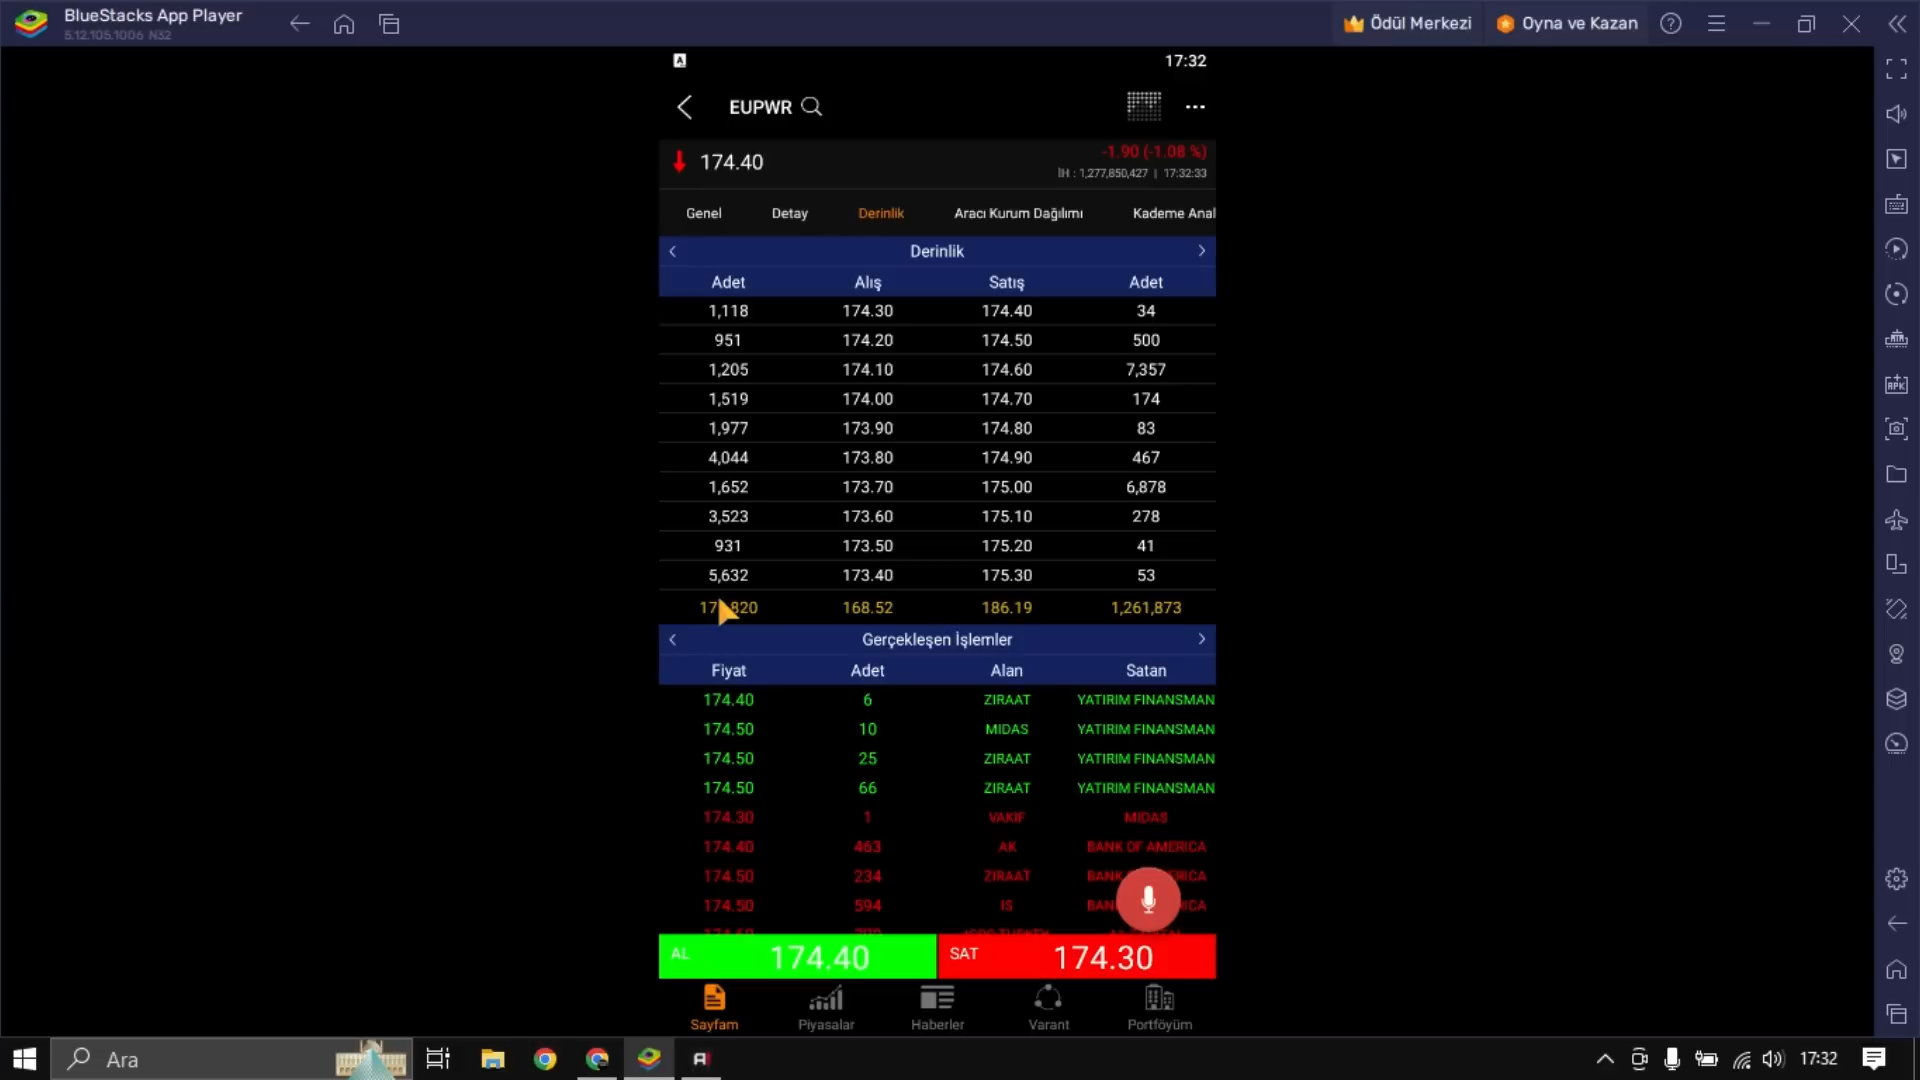 BlueStacks App Player
5.12.105.1006 N32
Ödül Merkezi
Oyna ve Kazan
17:32
EUPWR
174.40
-1.90 (-1.08 %)
İH : 1,277,850,427 | 17:32:33
Genel Detay Derinlik Aracı Kurum Dağılımı Kademe Anal
Derinlik
Adet Alış Satış Adet
1,118 174.30 174.40 34
951 174.20 174.50 500
1,205 174.10 174.60 7,357
1,519 174.00 174.70 174
1,977 173.90 174.80 83
4,044 173.80 174.90 467
1,652 173.70 175.00 6,878
3,523 173.60 175.10 278
931 173.50 175.20 41
5,632 173.40 175.30 53
168.52 186.19 1,261,873
Gerçekleşen İşlemler
Fiyat Adet Alan Satan
174.40 6 ZIRAAT YATIRIM FINANSMAN
174.50 10 MIDAS YATIRIM FINANSMAN
174.50 25 ZIRAAT YATIRIM FINANSMAN
174.50 66 ZIRAAT YATIRIM FINANSMAN
174.30 1 VAKIF MIDAS
174.40 463 AK BANK OF AMERICA
174.50 234 ZIRAAT BANK
174.50 594 IS
AL 174.40 SAT 174.30
Sayfam Piyasalar Haberler Varant Portföyüm
Ara
17:32